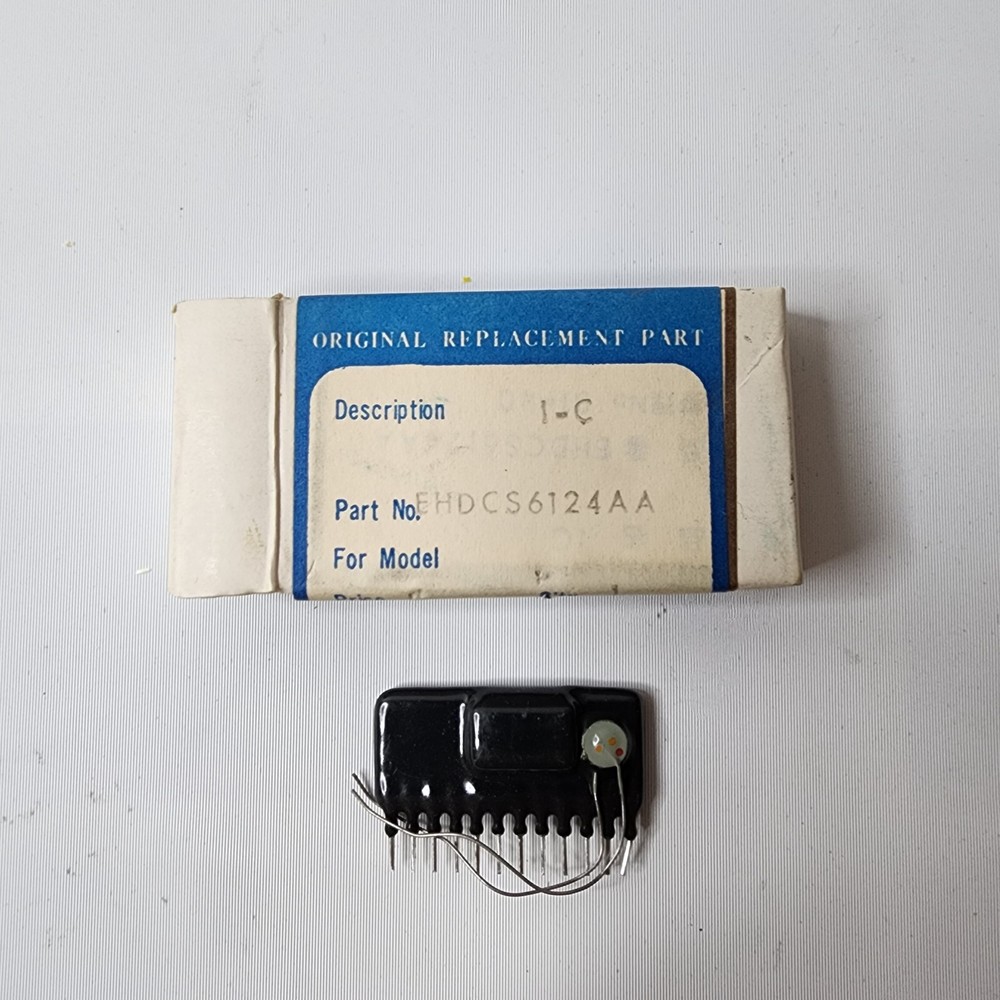 ORIGINAL REPLACEMENT PART
Description I-C
Part No. EHDCS6124AA
For Model